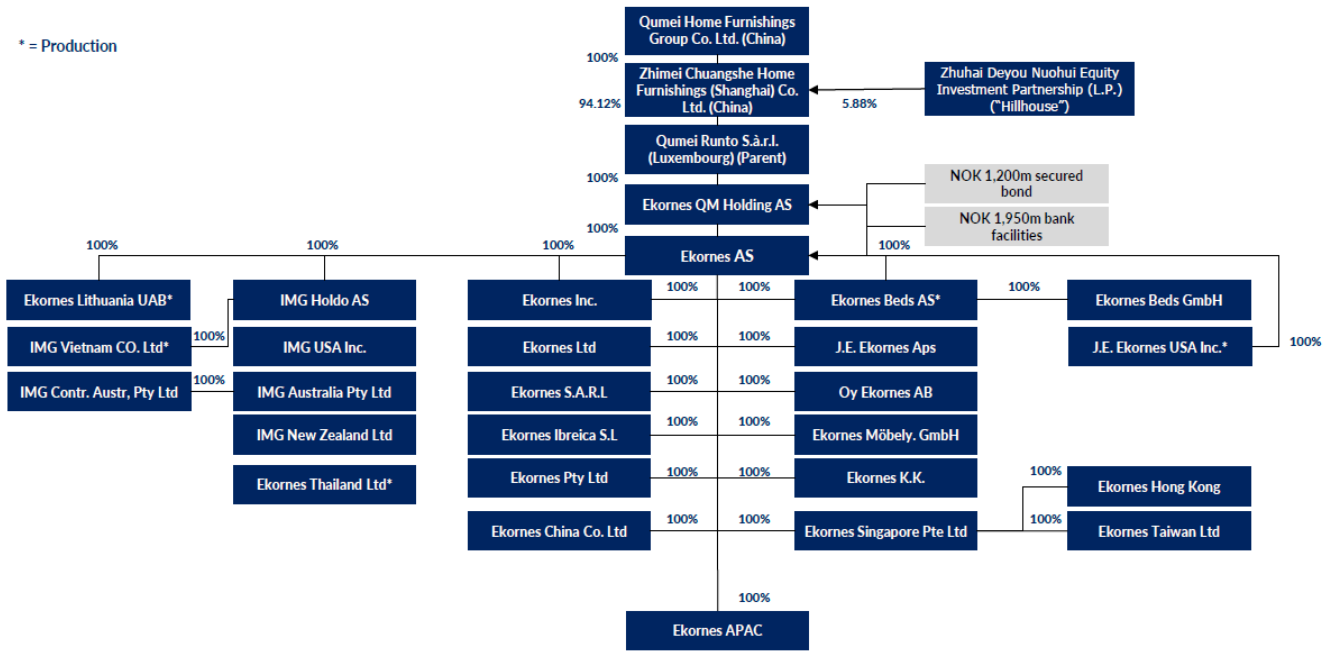 Qumei Home Furnishings
Group Co. Ltd. (China)
* = Production
100%
Zhimei Chuangshe Home
Furnishings (Shanghai) Co.
Ltd. (China)
Zhuhai Deyou Nuohui Equity
Investment Partnership (L.P.)
("Hillhouse")
94.12%
5.88%
Qumei Runto S.à.r.l.
(Luxembourg) (Parent)
100%
NOK 1,200m secured
bond
Ekornes QM Holding AS
NOK 1,950m bank
facilities
100%
100%
100%
100%
100%
Ekornes AS
Ekornes Lithuania UAB*
IMG Holdo AS
Ekornes Inc.
100%
100%
Ekornes Beds AS*
100%
Ekornes Beds GmbH
IMG Vietnam CO. Ltd*
100%
IMG USA Inc.
Ekornes Ltd
100%
100%
J.E. Ekornes Aps
J.E. Ekornes USA Inc.*
100%
IMG Contr. Austr, Pty Ltd
100%
IMG Australia Pty Ltd
Ekornes S.A.R.L
100%
100%
Oy Ekornes AB
IMG New Zealand Ltd
Ekornes Ibreica S.L
100%
100%
Ekornes Möbely. GmbH
Ekornes Thailand Ltd*
Ekornes Pty Ltd
100%
100%
Ekornes K.K.
100%
Ekornes Hong Kong
Ekornes China Co. Ltd
100%
100%
Ekornes Singapore Pte Ltd
100%
Ekornes Taiwan Ltd
100%
Ekornes APAC